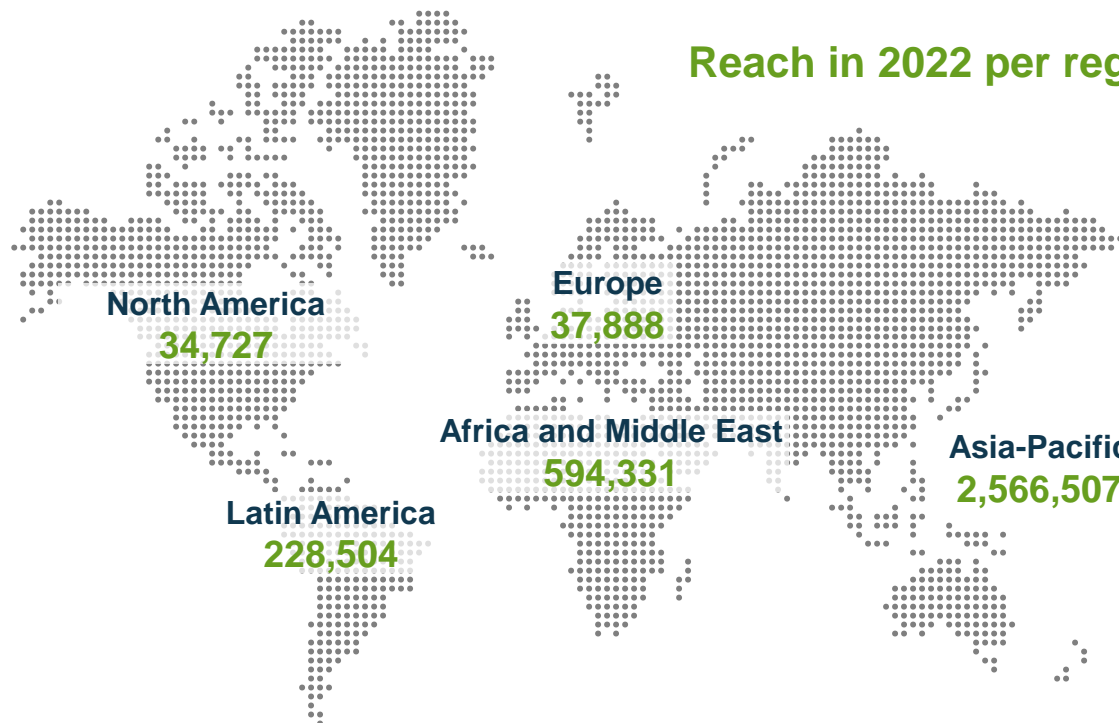 Reach in 2022 per reg
North America
34,727
Europe
37,888
Africa and Middle East
594,331
Asia-Pacific
2,566,507
Latin America
228,504